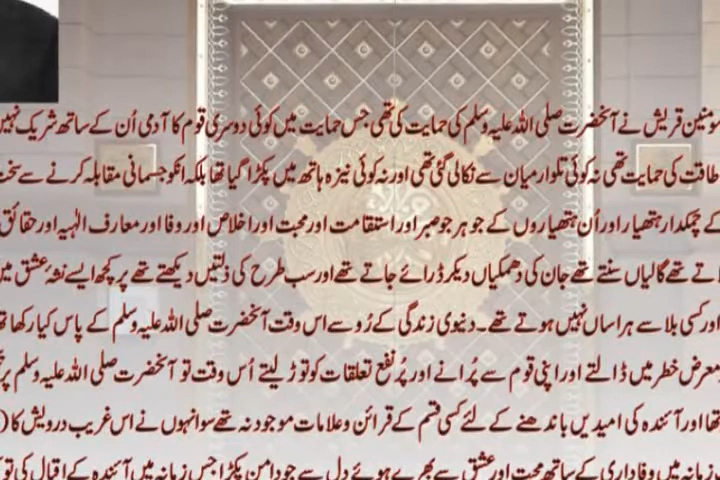 مومنین قریش نے آنحضرت صلی اللہ علیہ وسلم کی حمایت کی تھی جس حمایت میں کوئی دوسری قوم کا آدمی اُن کے ساتھ شریک نہیں
طاقت کی حمایت تھی نہ کوئی تلوار میان سے نکالی گئی تھی اور نہ کوئی نیزہ ہاتھ میں پکڑا گیا تھا بلکہ انکو جسمانی مقابلہ کرنے سے سخت
کے چمکدار ہتھیار اور اُن ہتھیاروں کے جوہر جو صبر اور استقامت اور محبت اور اخلاص اور وفا اور معارف الٰہیہ اور حقائق
تے تھے گالیاں سنتے تھے جان کی دھمکیاں دیکر ڈرائے جاتے تھے اور سب طرح کی ذلتیں دیکھتے تھے پر کچھ ایسے نشہٴ عشق میں
اور کسی بلا سے ہراساں نہیں ہوتے تھے۔ دنیوی زندگی کے رُو سے اس وقت آنحضرت صلی اللہ علیہ وسلم کے پاس کیا رکھا تھا
معرض خطر میں ڈالتے اور اپنی قوم سے پُرانے اور پُر نفع تعلقات کو توڑ لیتے اُس وقت تو آنحضرت صلی اللہ علیہ وسلم پر
تھا اور آئندہ کی امیدیں باندھنے کے لئے کسی قسم کے قرائن و علامات موجود نہ تھے سو انہوں نے اس غریب درویش کا (
زمانہ میں وفاداری کے ساتھ محبت اور عشق سے بھرے ہوئے دل سے جو دامن پکڑا جس زمانہ میں آئندہ کے اقبال کی تو